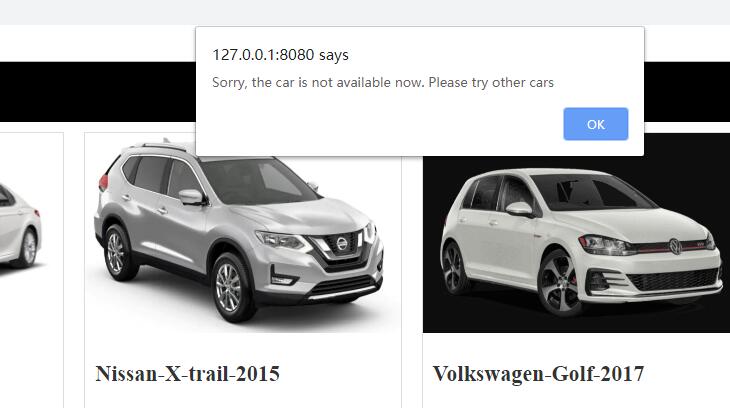 127.0.0.1:8080 says
Sorry, the car is not available now. Please try other cars
OK
Nissan-X-trail-2015
Volkswagen-Golf-2017